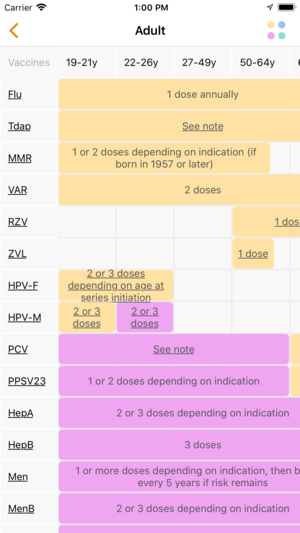 Carrier 1:00 PM
Adult
Vaccines 19-21y 22-26y 27-49y 50-64y
Flu 1 dose annually
Tdap See note
MMR 1 or 2 doses depending on indication (if
born in 1957 or later)
VAR 2 doses
RZV 1 dos
ZVL 1 dose
HPV-F 2 or 3 doses
depending on age at
series initiation
HPV-M 2 or 3 2 or 3
doses doses
PCV See note
PPSV23 1 or 2 doses depending on indication
HepA 2 or 3 doses depending on indication
HepB 3 doses
Men 1 or more doses depending on indication, then b
every 5 years if risk remains
MenB 2 or 3 doses depending on indication